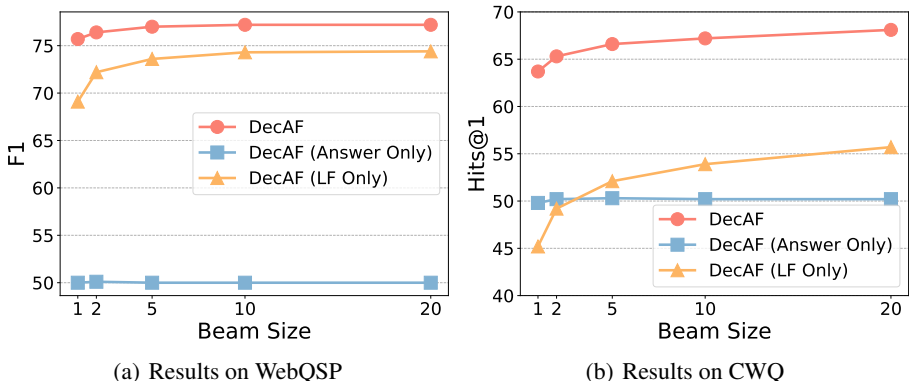 75
70
65
60
55
50
F1
DecAF
DecAF (Answer Only)
DecAF (LF Only)
1 2 5 10 20
Beam Size
(a) Results on WebQSP
70
65
60
55
50
45
40
Hits@1
DecAF
DecAF (Answer Only)
DecAF (LF Only)
1 2 5 10 20
Beam Size
(b) Results on CWQ